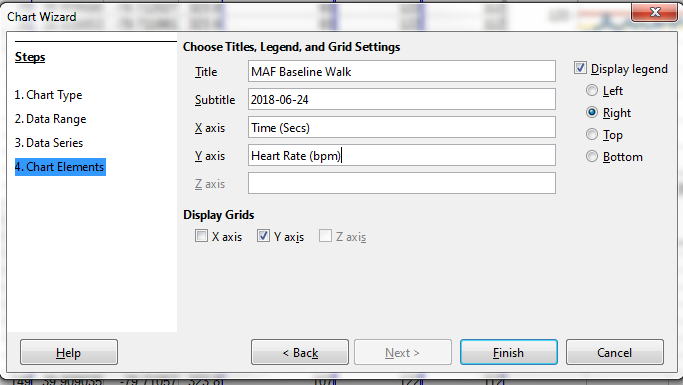 Chart Wizard
Steps
1. Chart Type
2. Data Range
3. Data Series
4. Chart Elements
Choose Titles, Legend, and Grid Settings
Title MAF Baseline Walk
Subtitle 2018-06-24
X axis Time (Secs)
Y axis Heart Rate (bpm)
Z axis
Display legend
Left
Right
Top
Bottom
Display Grids
X axis Y axis Z axis
Help < Back Next > Finish Cancel